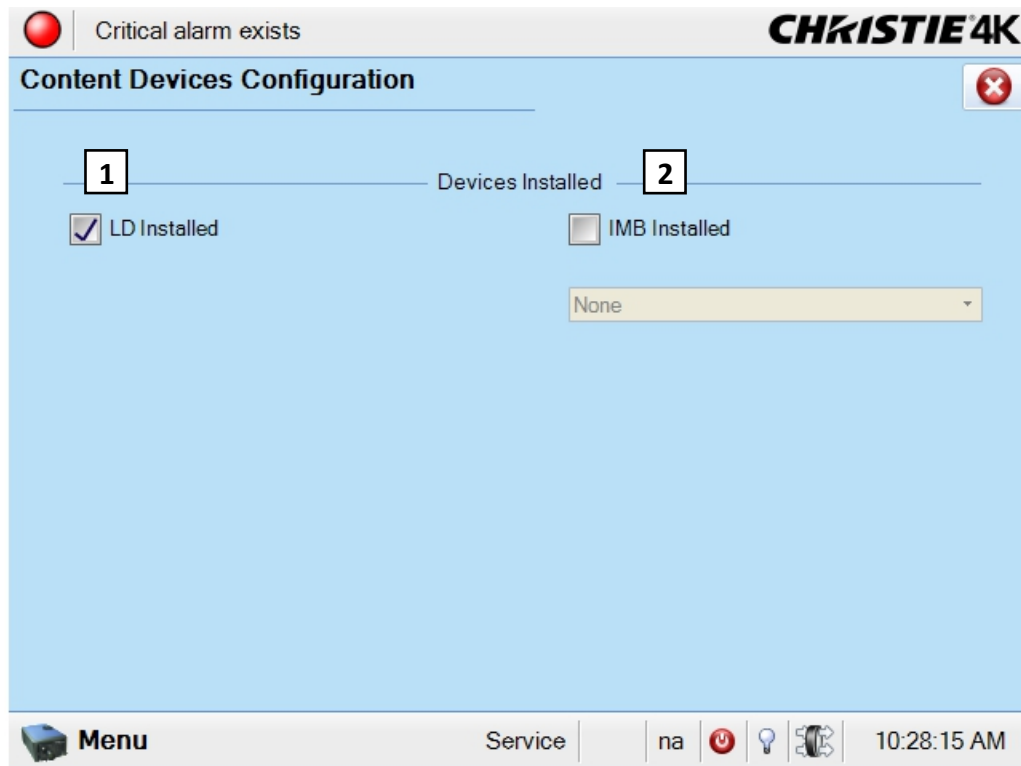 Critical alarm exists
CHRISTIE 4K
Content Devices Configuration
1
Devices Installed
2
LD Installed
IMB Installed
None
Menu
Service
na
10:28:15 AM